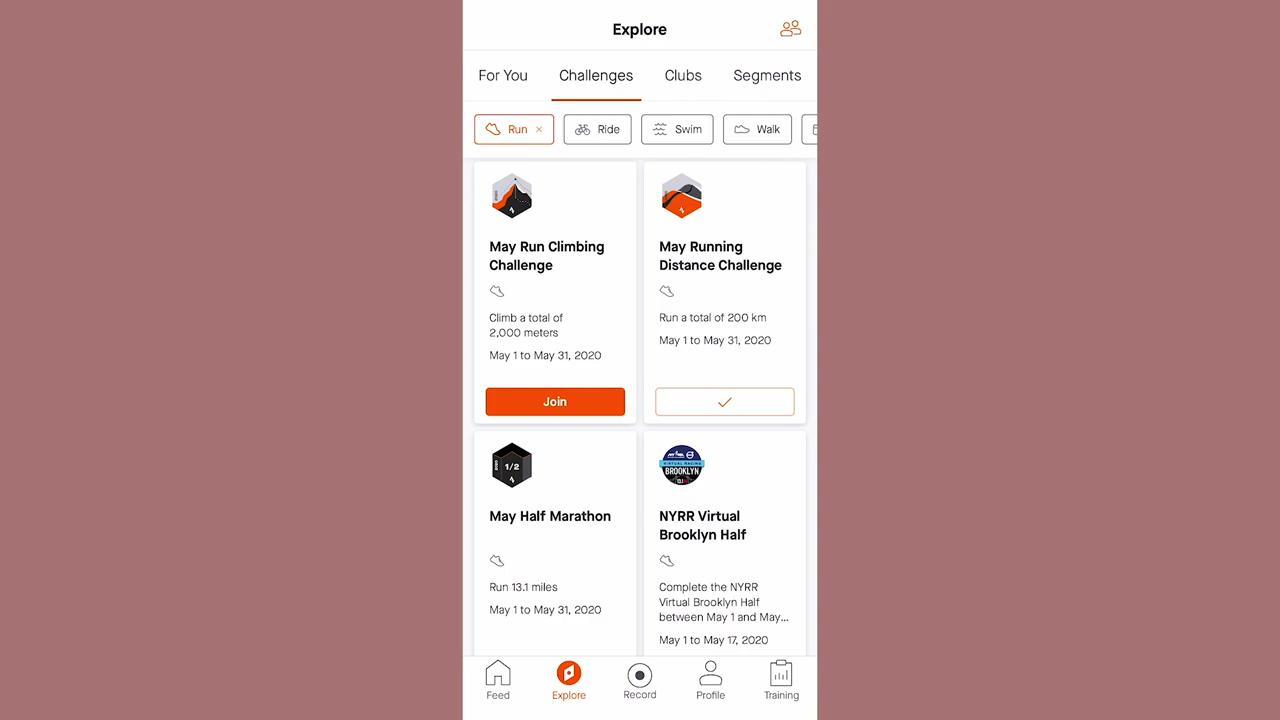 Explore
For You
Challenges
Clubs
Segments
Run ×
Ride
Swim
Walk
May Run Climbing
Challenge
Climb a total of
2,000 meters
May 1 to May 31, 2020
Join
May Running
Distance Challenge
Run a total of 200 km
May 1 to May 31, 2020
1/2
May Half Marathon
Run 13.1 miles
May 1 to May 31, 2020
VIRTUAL RACING
BROOKLYN
NYRR Virtual
Brooklyn Half
Complete the NYRR
Virtual Brooklyn Half
between May 1 and May...
May 1 to May 17, 2020
Feed
Explore
Record
Profile
Training